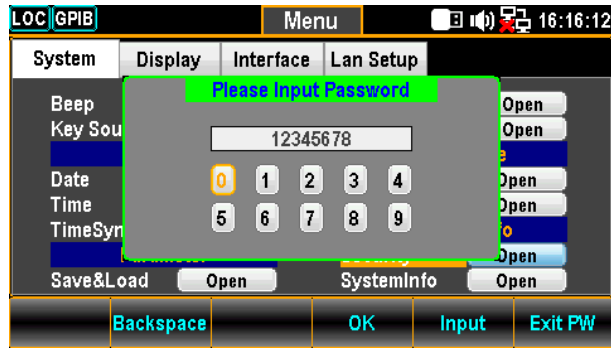 LOC GPIB Menu 16:16:12
System Display Interface Lan Setup
Please Input Password
Beep Open
12345678
Key Sou Open
Date 0 1 2 3 4 Open
Time 5 6 7 8 9 Open
TimeSyn
Open
Save&Load Open SystemInfo Open
Backspace OK Input Exit PW